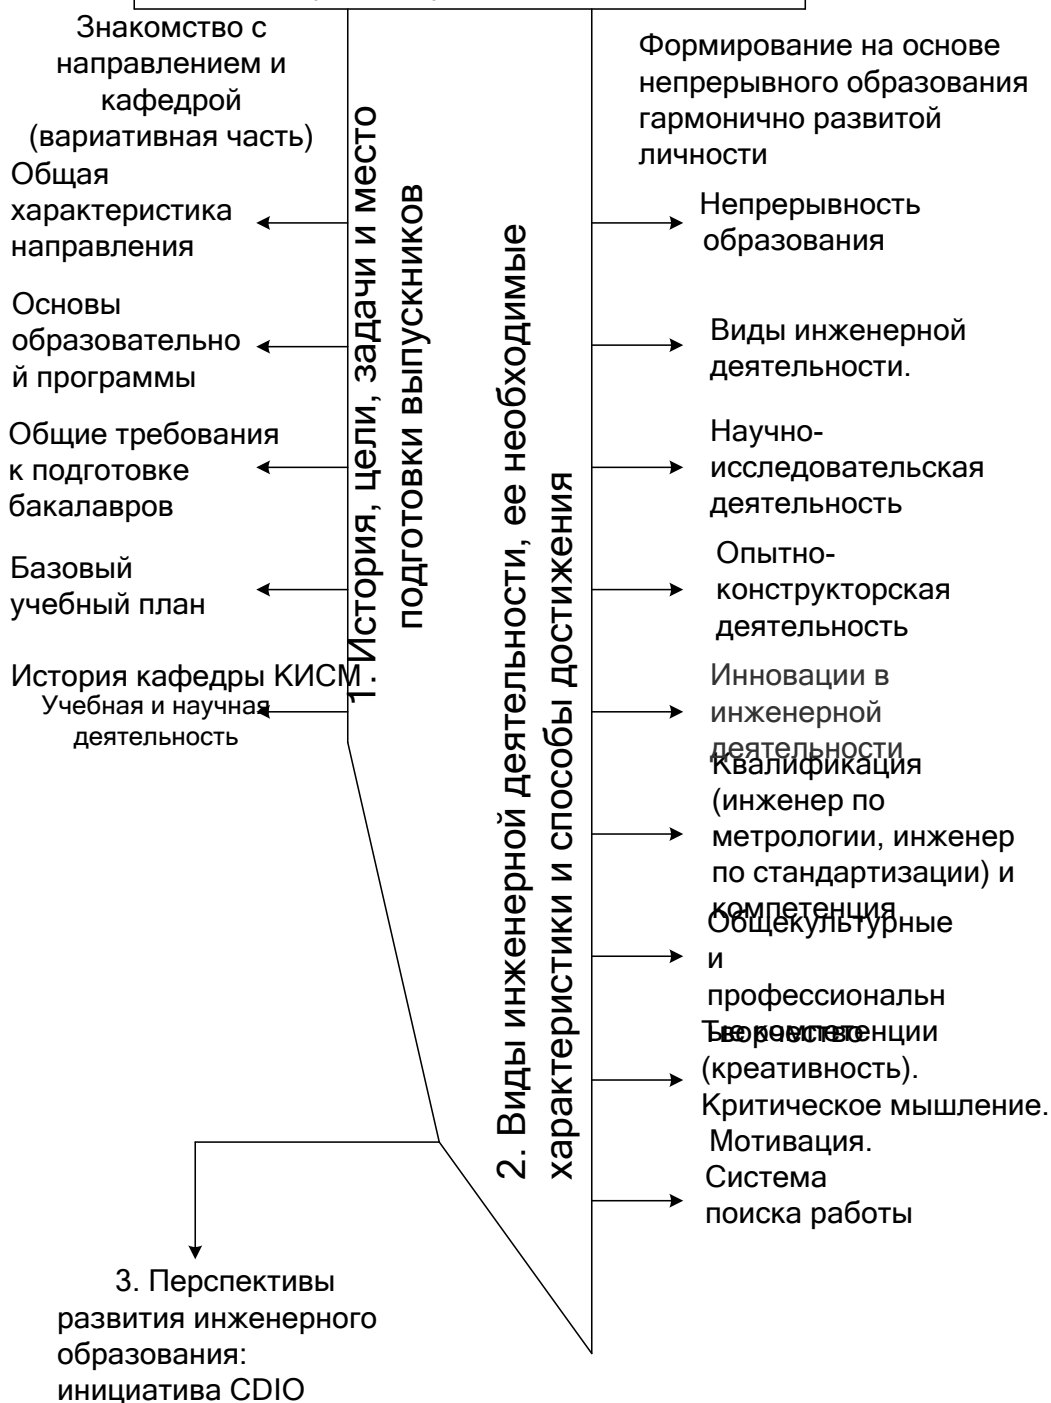 Знакомство с
направлением и
кафедрой
(вариативная часть)
Общая
характеристика
направления
Основы
образовательно
й программы
Общие требования
к подготовке
бакалавров
Базовый
учебный план
История кафедры КИСМ
Учебная и научная
деятельность
1. История, цели, задачи и место
подготовки выпускников
2. Виды инженерной деятельности, ее необходимые
характеристики и способы достижения
Формирование на основе
непрерывного образования
гармонично развитой
личности
Непрерывность
образования
Виды инженерной
деятельности.
Научно-
исследовательская
деятельность
Опытно-
конструкторская
деятельность
Инновации в
инженерной
деятельности
Квалификация
(инженер по
метрологии, инженер
по стандартизации) и
компетенция
Общекультурные
и
профессиональн
ые компетенции
Творчество
(креативность).
Критическое мышление.
Мотивация.
Система
поиска работы
3. Перспективы
развития инженерного
образования:
инициатива CDIO